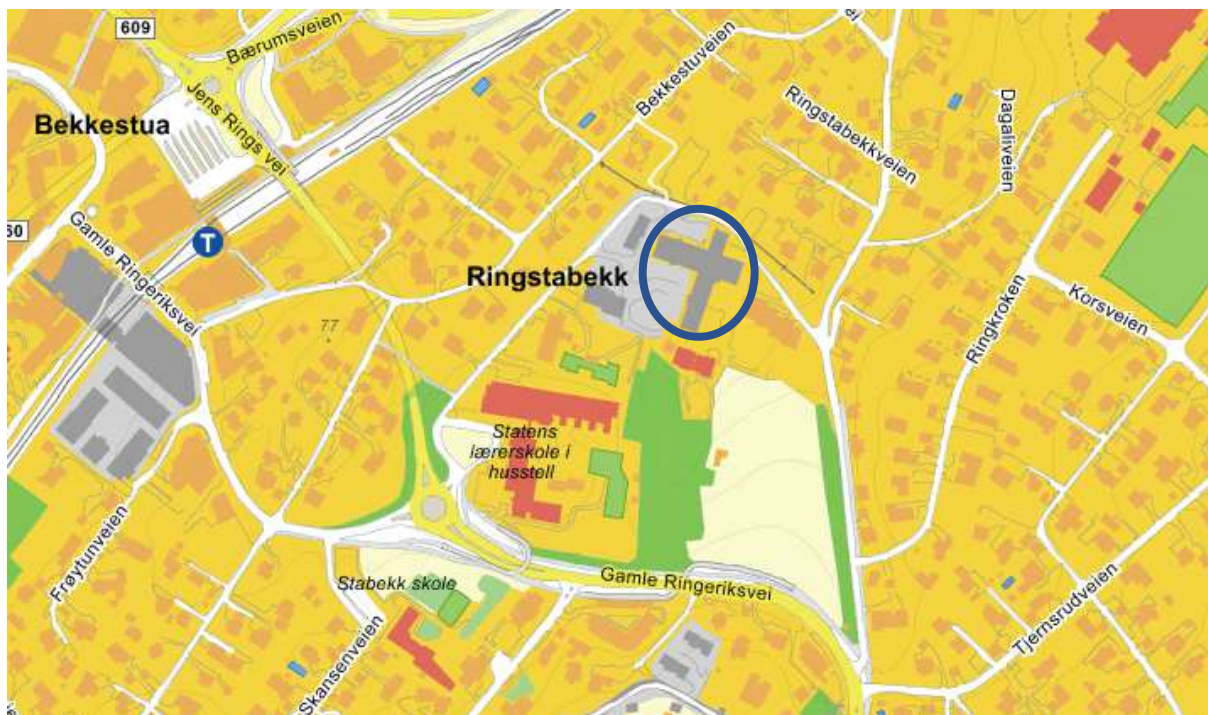 609
Bærumsveien
Jens Rings vei
Bekkestuveien
Bekkestua
Ringstabekkveien
Dagaliveien
60
T
Gamle Ringeriksvei
Ringstabekk
Korsveien
Ringkroken
77
Statens
lærerskole i
husstell
Frøytunveien
Gamle Ringeriksvei
Stabekk skole
Skansenveien
Tjernsrudveien